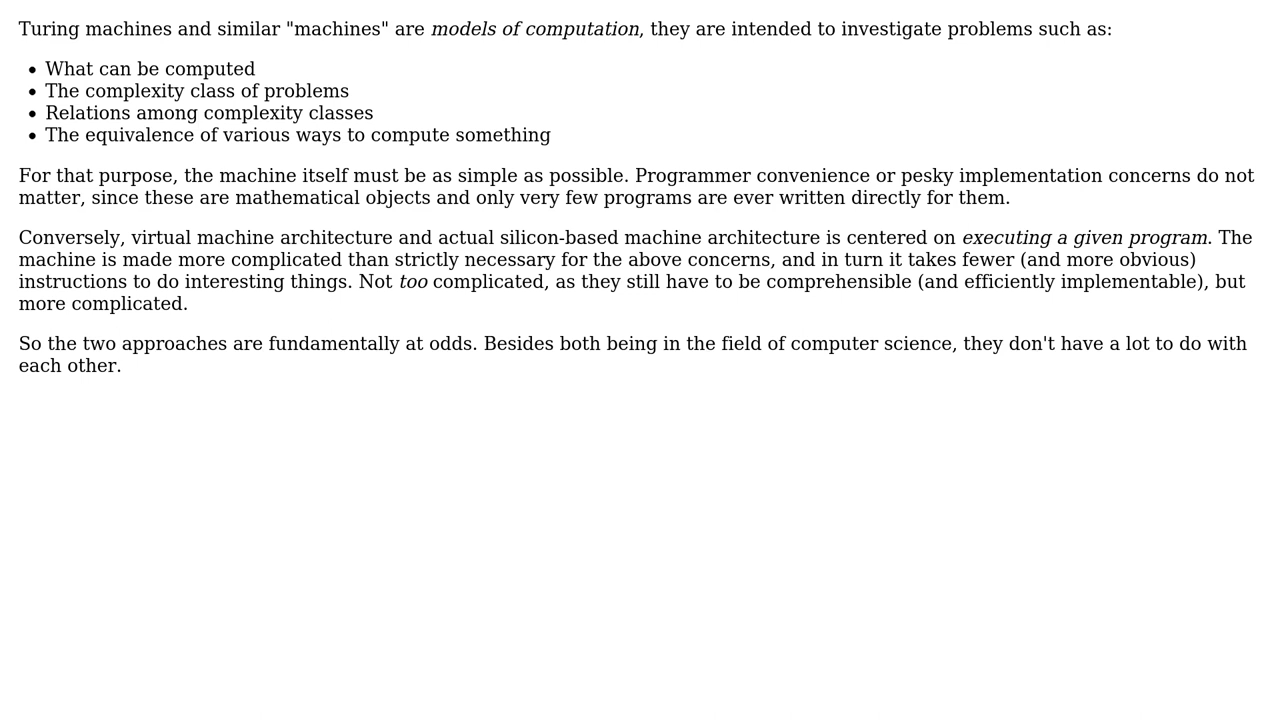 Turing machines and similar "machines" are models of computation, they are intended to investigate problems such as:
• What can be computed
• The complexity class of problems
• Relations among complexity classes
• The equivalence of various ways to compute something
For that purpose, the machine itself must be as simple as possible. Programmer convenience or pesky implementation concerns do not
matter, since these are mathematical objects and only very few programs are ever written directly for them.
Conversely, virtual machine architecture and actual silicon-based machine architecture is centered on executing a given program. The
machine is made more complicated than strictly necessary for the above concerns, and in turn it takes fewer (and more obvious)
instructions to do interesting things. Not too complicated, as they still have to be comprehensible (and efficiently implementable), but
more complicated.
So the two approaches are fundamentally at odds. Besides both being in the field of computer science, they don't have a lot to do with
each other.